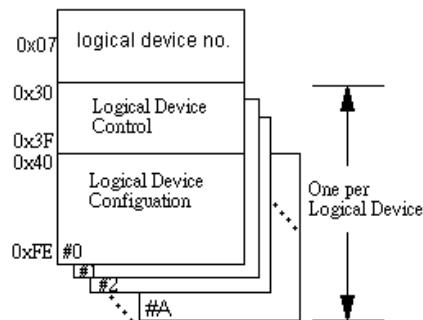 0x07
logical device no.
0x30
Logical Device
Control
0x3F
0x40
Logical Device
Configuation
One per
Logical Device
0xFE
#0
#1
#2
#A